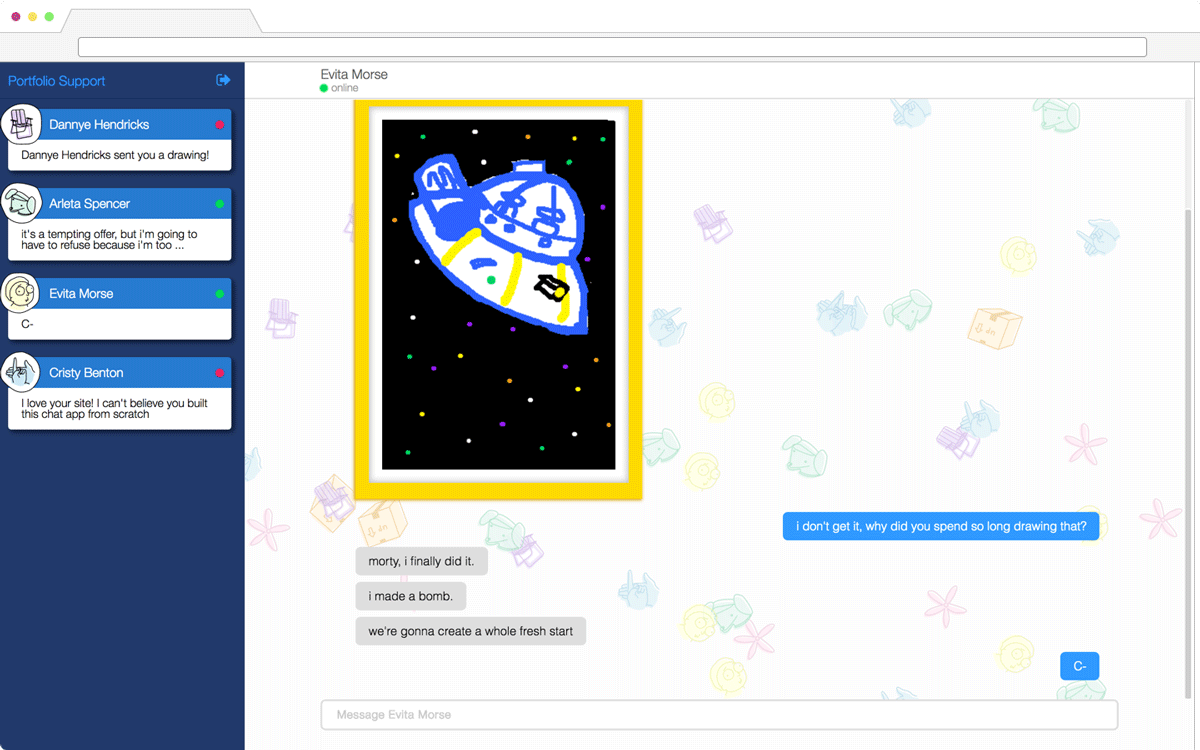 Portfolio Support
Dannye Hendricks
Dannye Hendricks sent you a drawing!
Arleta Spencer
it's a tempting offer, but i'm going to
have to refuse because i'm too ...
Evita Morse
C-
Cristy Benton
I love your site! I can't believe you built
this chat app from scratch
Evita Morse
online
i don't get it, why did you spend so long drawing that?
morty, i finally did it.
i made a bomb.
we're gonna create a whole fresh start
C-
Message Evita Morse